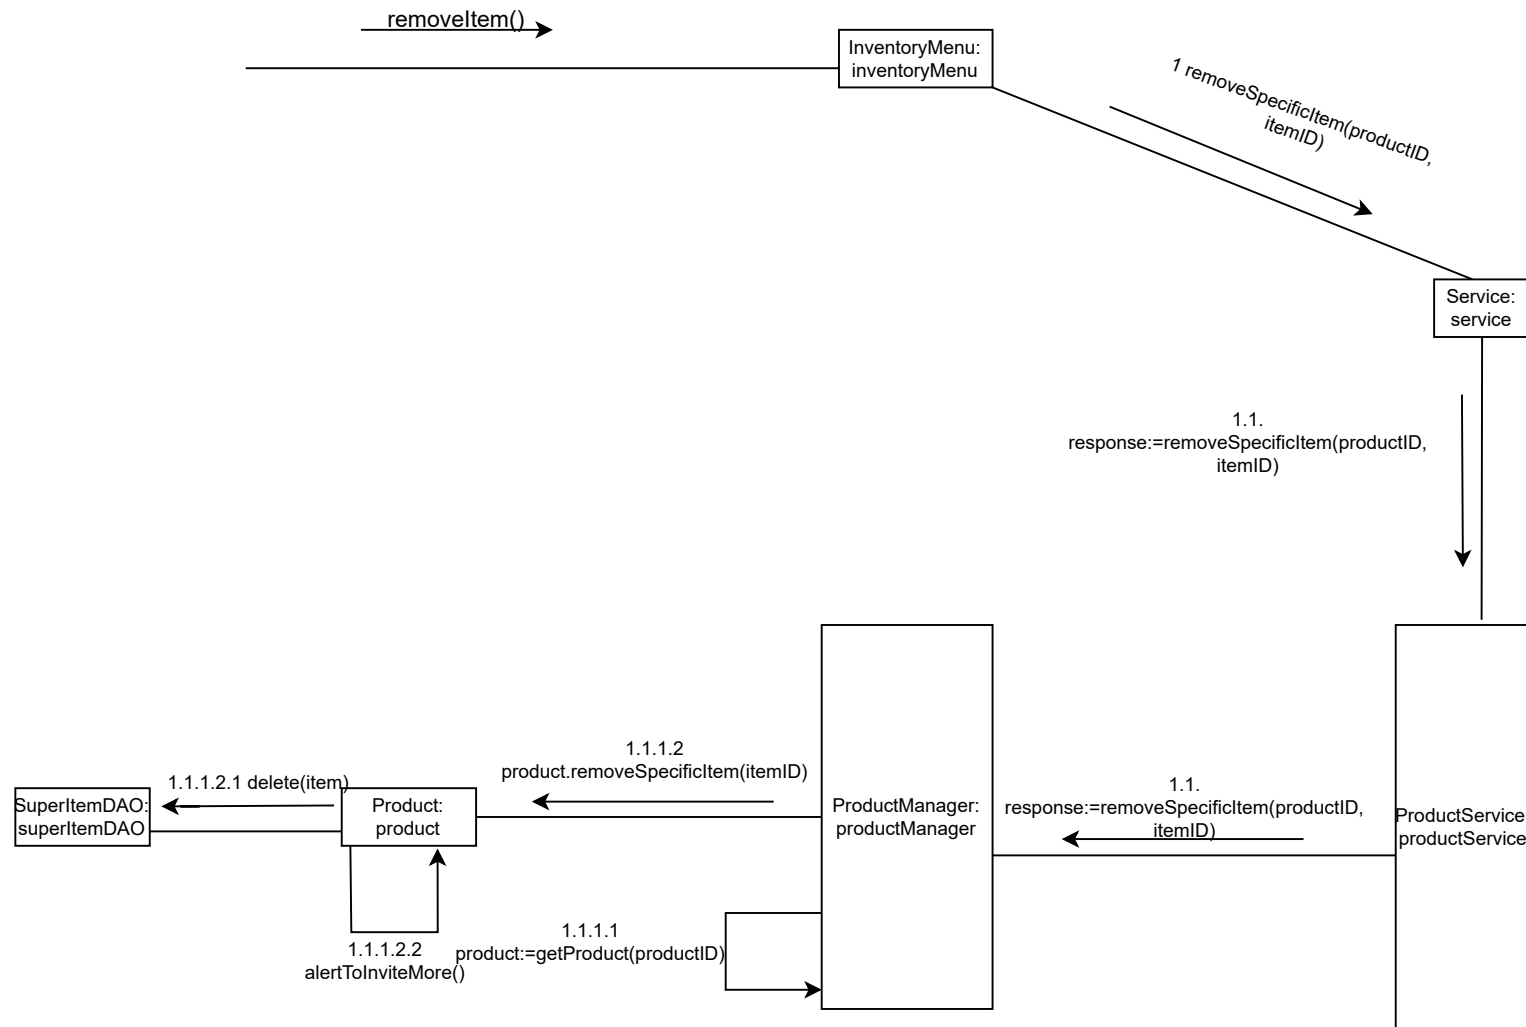 removeItem()
InventoryMenu:
inventoryMenu
1 removeSpecificItem(productID,
itemID)
Service:
service
1.1.
response:=removeSpecificItem(productID,
itemID)
1.1.1.2
product.removeSpecificItem(itemID)
1.1.
response:=removeSpecificItem(productID,
itemID)
1.1.1.2.1 delete(item)
SuperItemDAO:
superItemDAO
Product:
product
ProductManager:
productManager
ProductService
productService
1.1.1.1
product:=getProduct(productID)
1.1.1.2.2
alertToInviteMore()